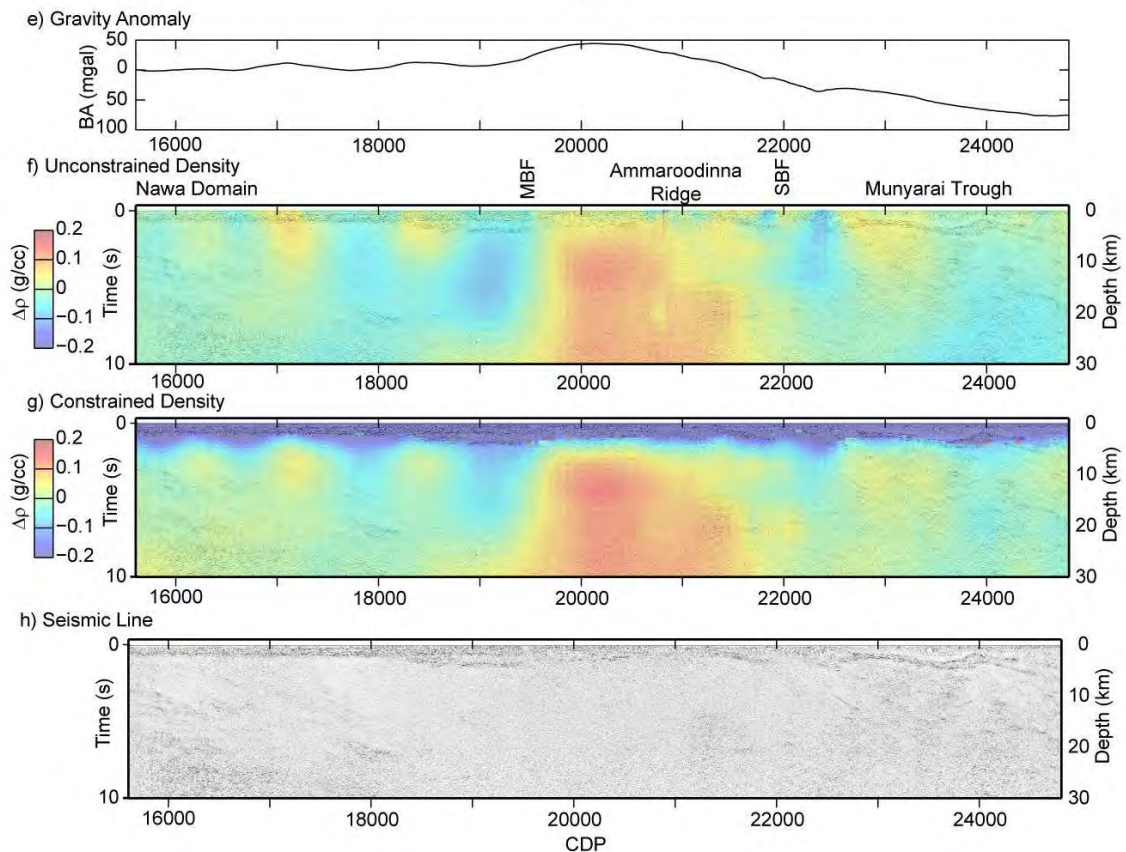 e) Gravity Anomaly
BA (mgal)
50
0
50
100
16000 18000 20000 22000 24000
f) Unconstrained Density
Nawa Domain
MBF
Ammaroodinna
Ridge
SBF
Munyarai Trough
Δρ (g/cc)
0.2
0.1
0
−0.1
−0.2
Time (s)
0
10
0
10
20
30
Depth (km)
16000 18000 20000 22000 24000
g) Constrained Density
Δρ (g/cc)
0.2
0.1
0
−0.1
−0.2
Time (s)
0
10
0
10
20
30
Depth (km)
16000 18000 20000 22000 24000
h) Seismic Line
Time (s)
0
10
0
10
20
30
Depth (km)
16000 18000 20000 22000 24000
CDP